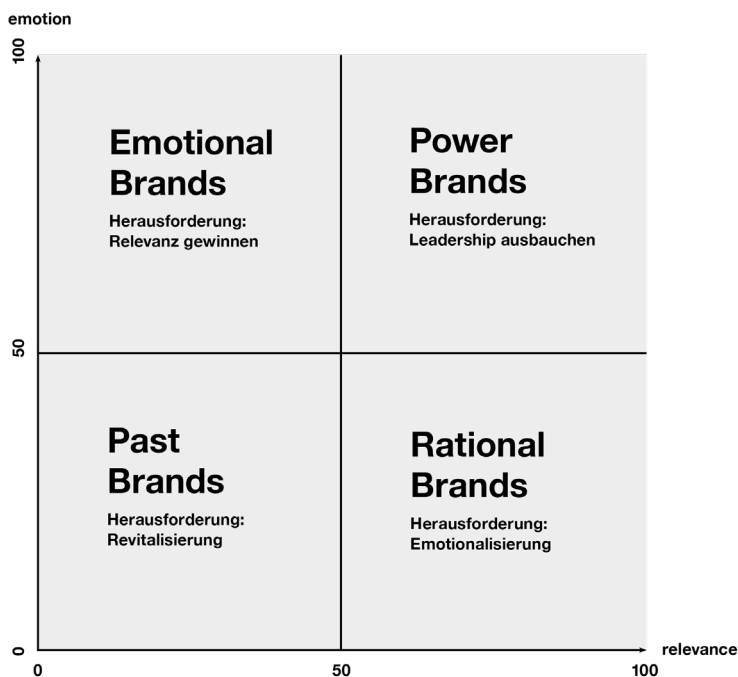 emotion
100
Emotional
Brands
Herausforderung:
Relevanz gewinnen
Power
Brands
Herausforderung:
Leadership ausbauchen
50
Past
Brands
Herausforderung:
Revitalisierung
Rational
Brands
Herausforderung:
Emotionalisierung
0
relevance
0
50
100